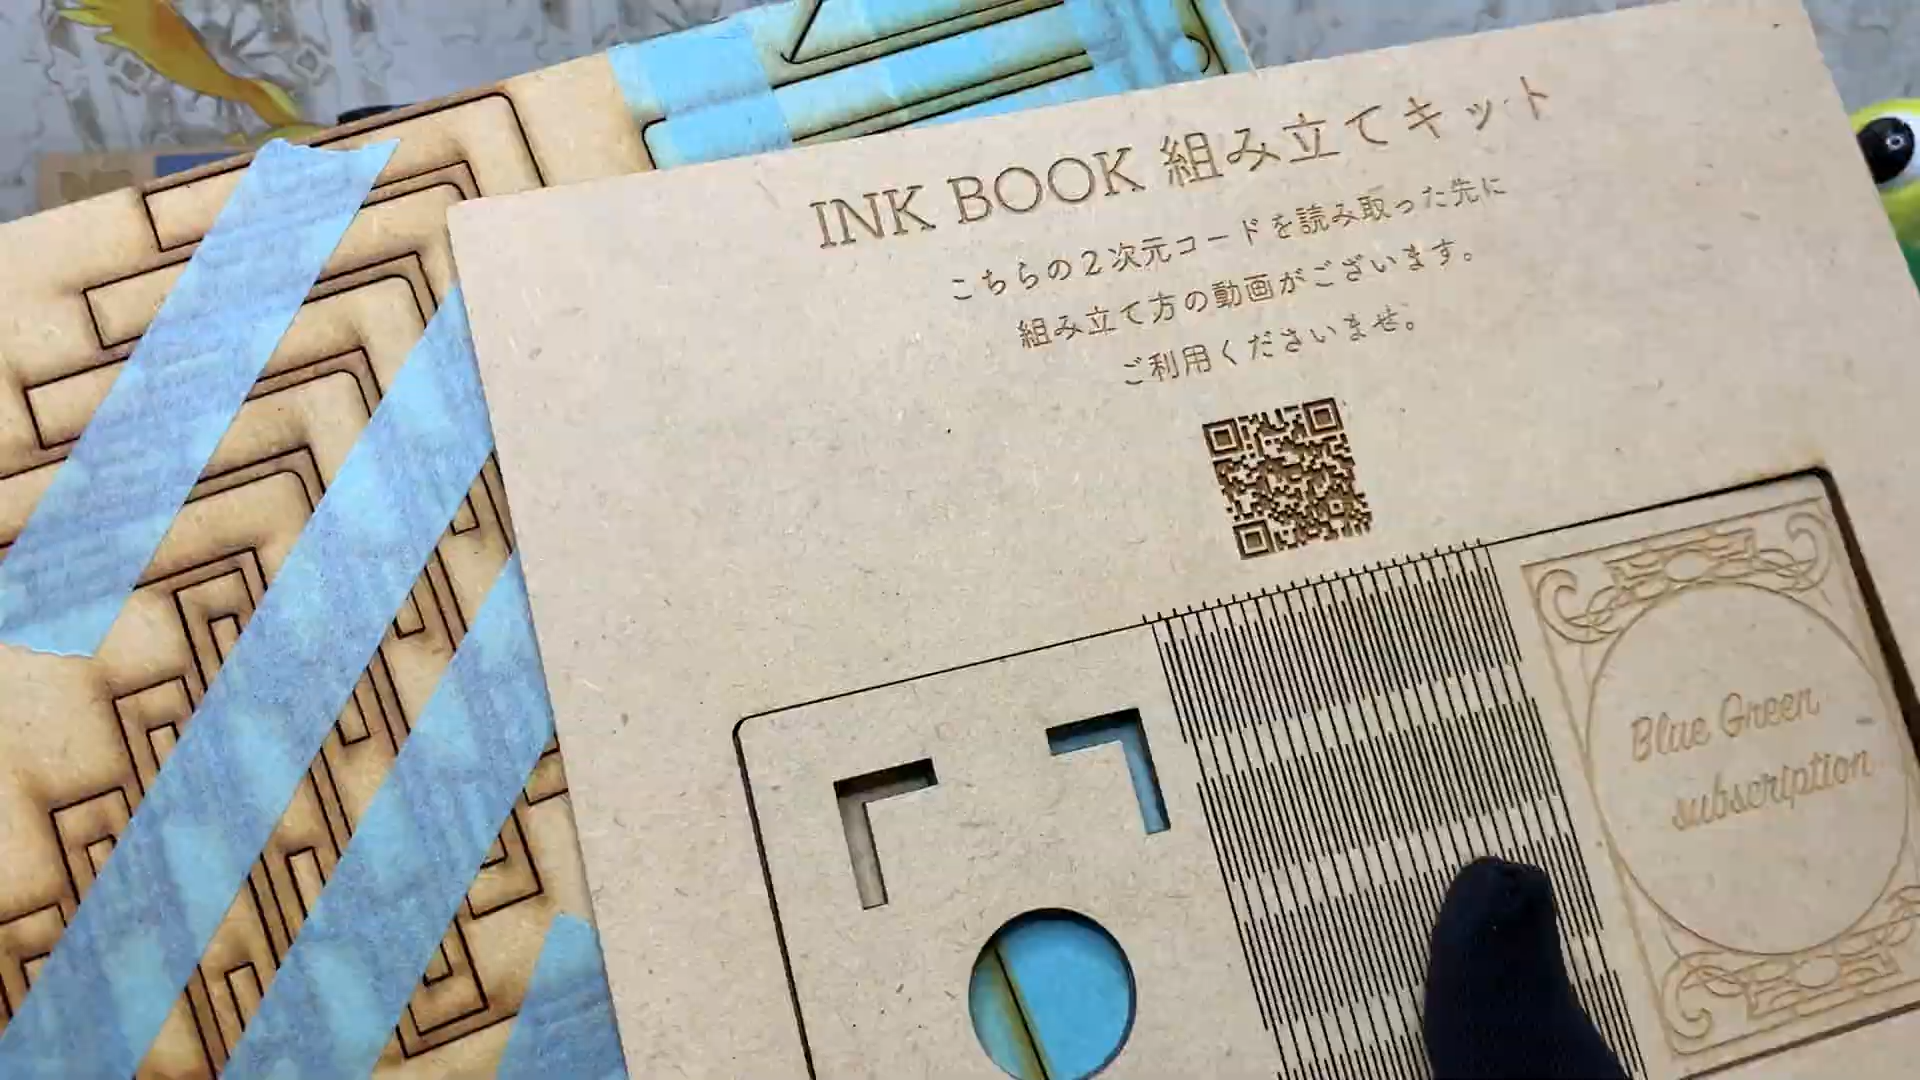 INK BOOK 組み立てキット
こちらの2次元コードを読み取った先に
組み立て方の動画がございます。
ご利用くださいませ。
Blue Green
subscription